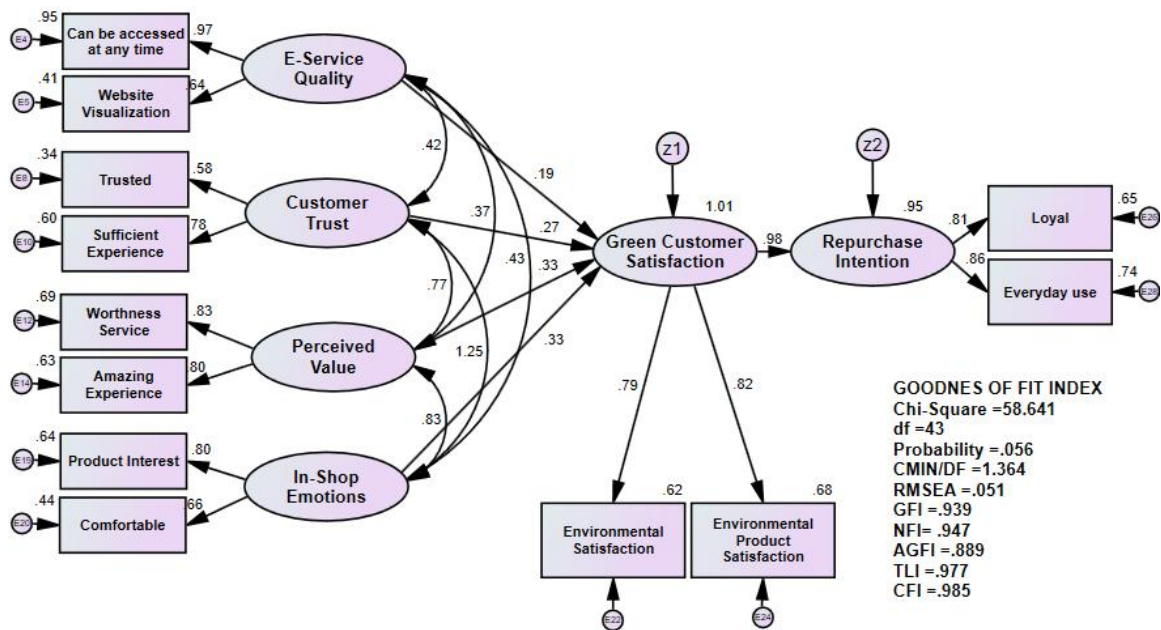 .95
E4
Can be accessed
at any time
.97
.41
E5
Website
Visualization
.64
E-Service
Quality
.34
E8
Trusted
.58
.60
E10
Sufficient
Experience
.78
Customer
Trust
.69
E12
Worthness
Service
.83
.63
E14
Amazing
Experience
.80
Perceived
Value
.64
Product Interest
.80
.44
E20
Comfortable
.66
In-Shop
Emotions
.42
.37
.43
.77
1.25
.83
.19
.27
.33
.33
z1
1.01
Green Customer
Satisfaction
.98
z2
.95
Repurchase
Intention
.81
.65
Loyal
.86
.74
Everyday use
E28
.79
.82
.62
Environmental
Satisfaction
E22
.68
Environmental
Product
Satisfaction
E24
GOODNES OF FIT INDEX
Chi-Square =58.641
df =43
Probability =.056
CMIN/DF =1.364
RMSEA =.051
GFI =.939
NFI= .947
AGFI =.889
TLI =.977
CFI =.985